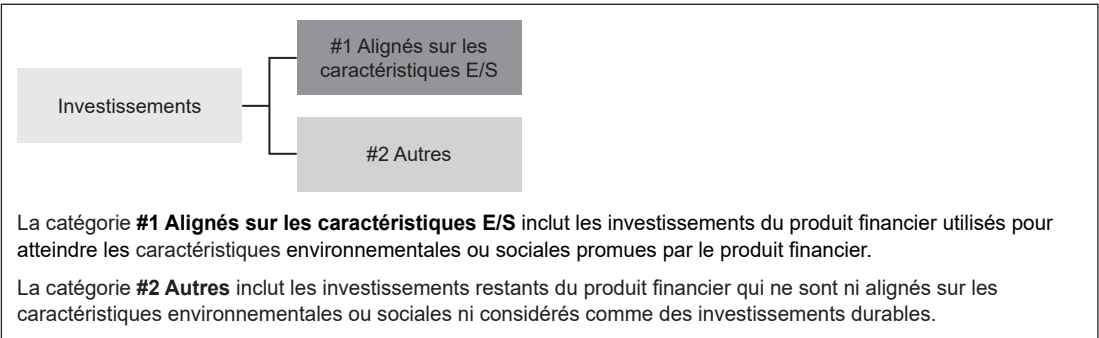 #1 Alignés sur les
caractéristiques E/S
Investissements
#2 Autres
La catégorie #1 Alignés sur les caractéristiques E/S inclut les investissements du produit financier utilisés pour
atteindre les caractéristiques environnementales ou sociales promues par le produit financier.
La catégorie #2 Autres inclut les investissements restants du produit financier qui ne sont ni alignés sur les
caractéristiques environnementales ou sociales ni considérés comme des investissements durables.